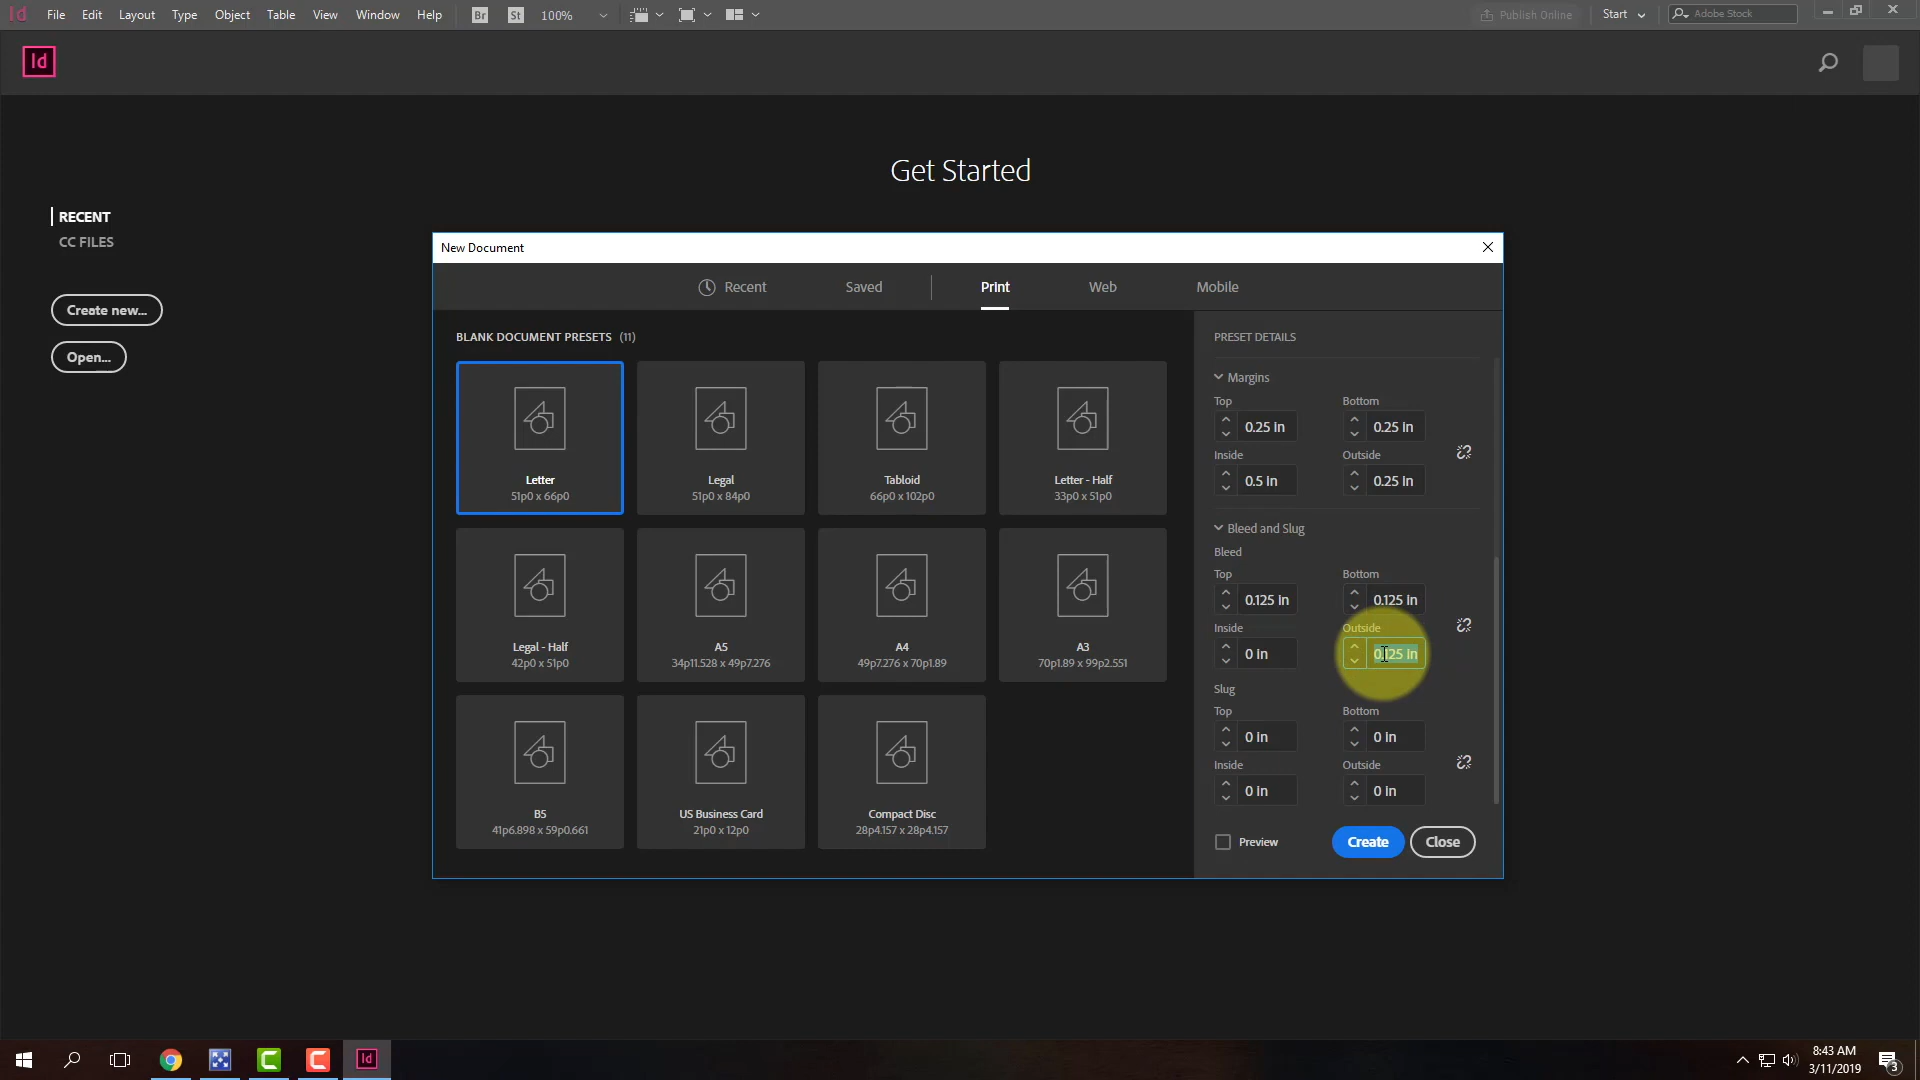 Id File Edit Layout Type Object Table View Window Help Br St 100% Publish Online Start Adobe Stock
Id
Get Started
RECENT
CC FILES
Create new...
Open...
New Document
Recent Saved Print Web Mobile
BLANK DOCUMENT PRESETS (11)
Letter
51p0 x 66p0
Legal
51p0 x 84p0
Tabloid
66p0 x 102p0
Letter - Half
33p0 x 51p0
Legal - Half
42p0 x 51p0
A5
34p11.528 x 49p7.276
A4
49p7.276 x 70p1.89
A3
70p1.89 x 99p2.551
B5
41p6.898 x 59p0.661
US Business Card
21p0 x 12p0
Compact Disc
28p4.157 x 28p4.157
PRESET DETAILS
Margins
Top Bottom
0.25 in 0.25 in
Inside Outside
0.5 in 0.25 in
Bleed and Slug
Bleed
Top Bottom
0.125 in 0.125 in
Inside Outside
0 in 0.125 in
Slug
Top Bottom
0 in 0 in
Inside Outside
0 in 0 in
Preview Create Close
Id
8:43 AM
3/11/2019
3